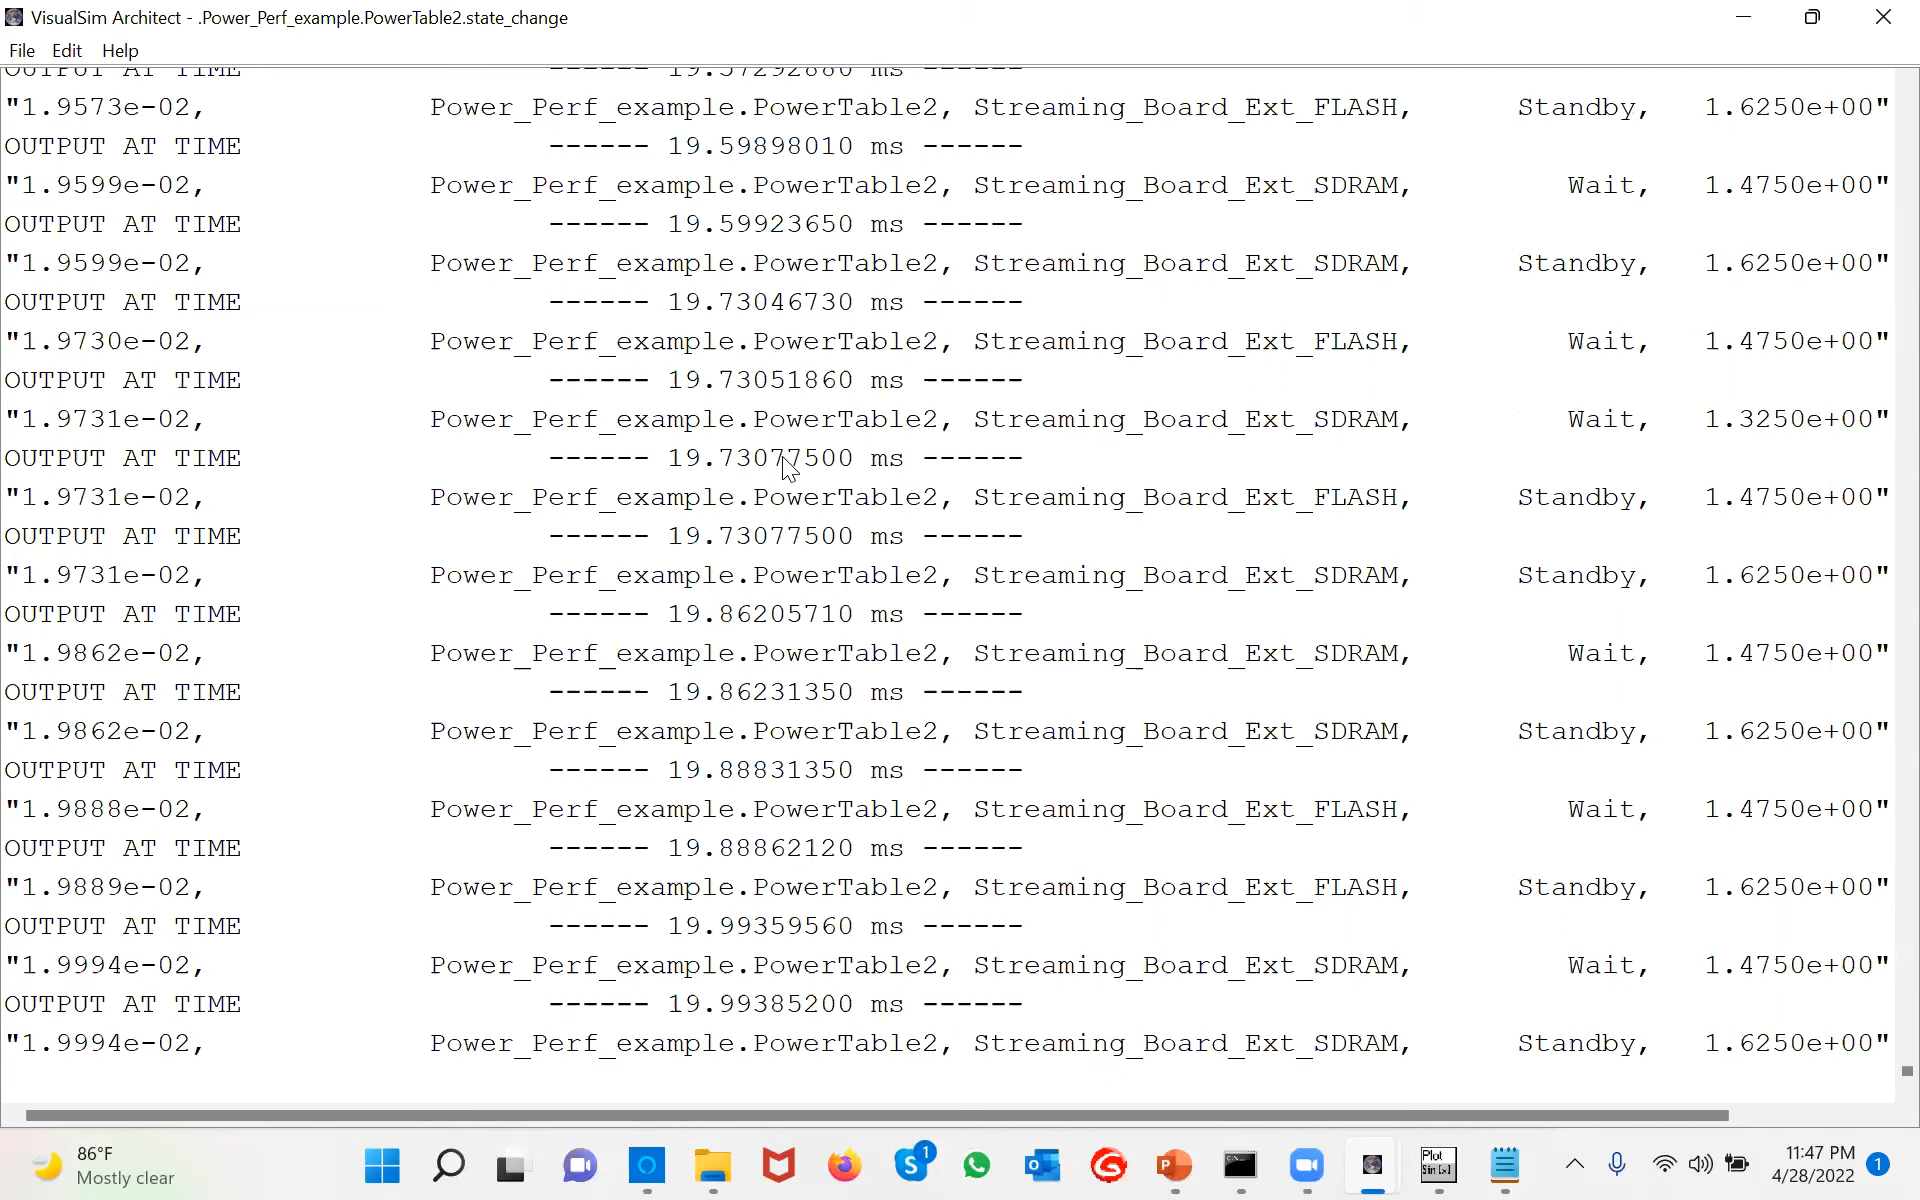 VisualSim Architect - .Power_Perf_example.PowerTable2.state_change
File Edit Help
OUTPUT AT TIME ------ 19.57292880 ms ------
"1.9573e-02, Power_Perf_example.PowerTable2, Streaming_Board_Ext_FLASH, Standby, 1.6250e+00"
OUTPUT AT TIME ------ 19.59898010 ms ------
"1.9599e-02, Power_Perf_example.PowerTable2, Streaming_Board_Ext_SDRAM, Wait, 1.4750e+00"
OUTPUT AT TIME ------ 19.59923650 ms ------
"1.9599e-02, Power_Perf_example.PowerTable2, Streaming_Board_Ext_SDRAM, Standby, 1.6250e+00"
OUTPUT AT TIME ------ 19.73046730 ms ------
"1.9730e-02, Power_Perf_example.PowerTable2, Streaming_Board_Ext_FLASH, Wait, 1.4750e+00"
OUTPUT AT TIME ------ 19.73051860 ms ------
"1.9731e-02, Power_Perf_example.PowerTable2, Streaming_Board_Ext_SDRAM, Wait, 1.3250e+00"
OUTPUT AT TIME ------ 19.73077500 ms ------
"1.9731e-02, Power_Perf_example.PowerTable2, Streaming_Board_Ext_FLASH, Standby, 1.4750e+00"
OUTPUT AT TIME ------ 19.73077500 ms ------
"1.9731e-02, Power_Perf_example.PowerTable2, Streaming_Board_Ext_SDRAM, Standby, 1.6250e+00"
OUTPUT AT TIME ------ 19.86205710 ms ------
"1.9862e-02, Power_Perf_example.PowerTable2, Streaming_Board_Ext_SDRAM, Wait, 1.4750e+00"
OUTPUT AT TIME ------ 19.86231350 ms ------
"1.9862e-02, Power_Perf_example.PowerTable2, Streaming_Board_Ext_SDRAM, Standby, 1.6250e+00"
OUTPUT AT TIME ------ 19.88831350 ms ------
"1.9888e-02, Power_Perf_example.PowerTable2, Streaming_Board_Ext_FLASH, Wait, 1.4750e+00"
OUTPUT AT TIME ------ 19.88862120 ms ------
"1.9889e-02, Power_Perf_example.PowerTable2, Streaming_Board_Ext_FLASH, Standby, 1.6250e+00"
OUTPUT AT TIME ------ 19.99359560 ms ------
"1.9994e-02, Power_Perf_example.PowerTable2, Streaming_Board_Ext_SDRAM, Wait, 1.4750e+00"
OUTPUT AT TIME ------ 19.99385200 ms ------
"1.9994e-02, Power_Perf_example.PowerTable2, Streaming_Board_Ext_SDRAM, Standby, 1.6250e+00"
86°F
Mostly clear
1
Plot
Sin [x]
11:47 PM
4/28/2022
1